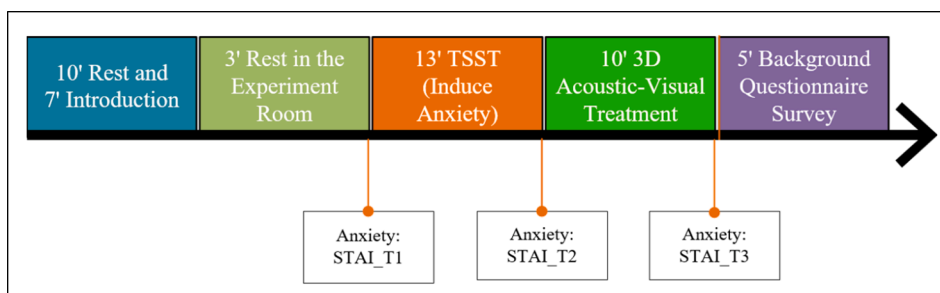 10' Rest and
7' Introduction
3' Rest in the
Experiment
Room
13' TSST
(Induce
Anxiety)
10' 3D
Acoustic-Visual
Treatment
5' Background
Questionnaire
Survey
Anxiety:
STAI_T1
Anxiety:
STAI_T2
Anxiety:
STAI_T3